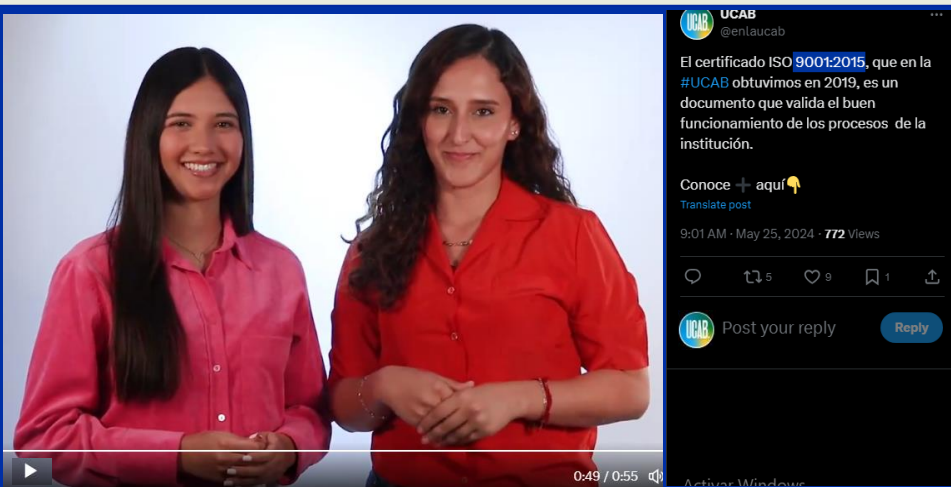 UCAB
@enlaucab
El certificado ISO 9001:2015, que en la
#UCAB obtuvimos en 2019, es un
documento que valida el buen
funcionamiento de los procesos de la
institución.
Conoce ➕ aquí👇
Translate post
9:01 AM · May 25, 2024 · 772 Views
5 9 1
UCAB Post your reply Reply
0:49 / 0:55
Activar Windows